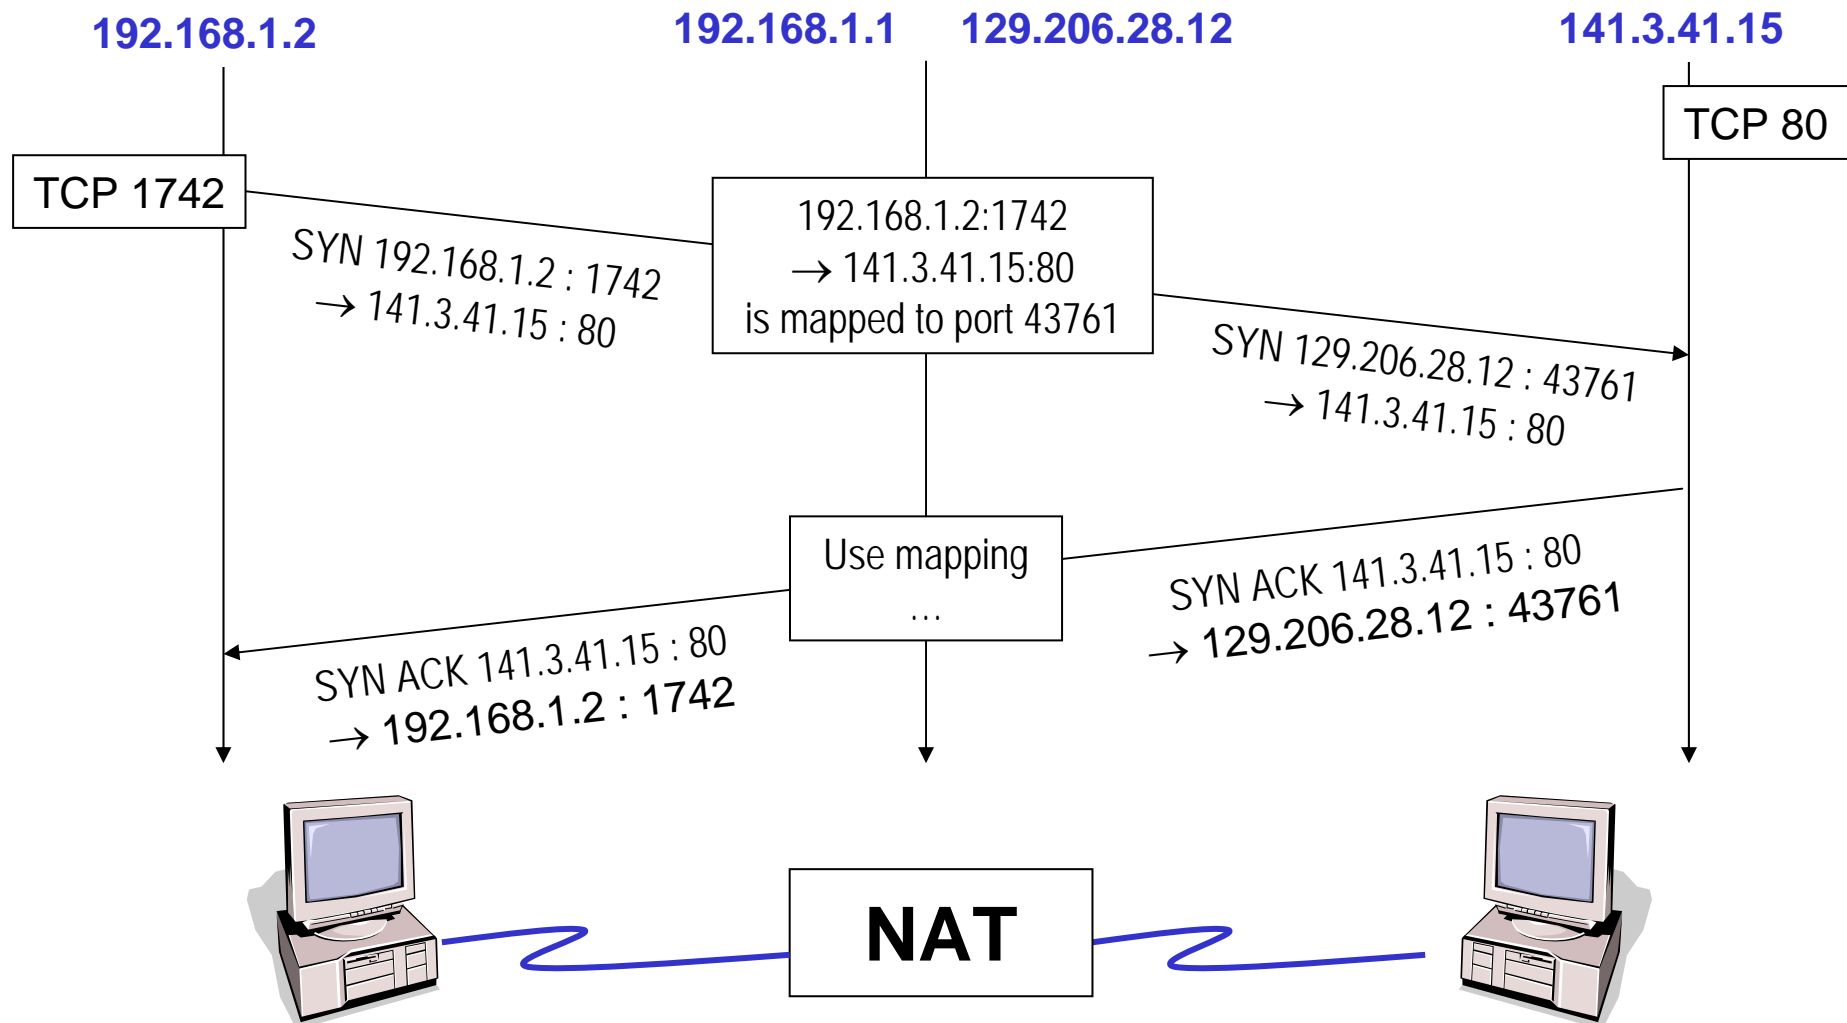 192.168.1.2
192.168.1.1
129.206.28.12
141.3.41.15
TCP 80
TCP 1742
192.168.1.2:1742
→ 141.3.41.15:80
is mapped to port 43761
SYN 192.168.1.2 : 1742
→ 141.3.41.15 : 80
SYN 129.206.28.12 : 43761
→ 141.3.41.15 : 80
Use mapping
…
SYN ACK 141.3.41.15 : 80
→ 129.206.28.12 : 43761
SYN ACK 141.3.41.15 : 80
→ 192.168.1.2 : 1742
NAT